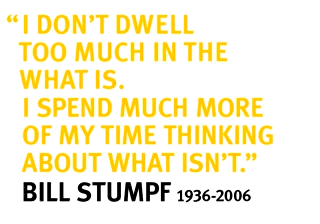 “I DON’T DWELL
TOO MUCH IN THE
WHAT IS.
I SPEND MUCH MORE
OF MY TIME THINKING
ABOUT WHAT ISN’T.”
BILL STUMPF 1936-2006